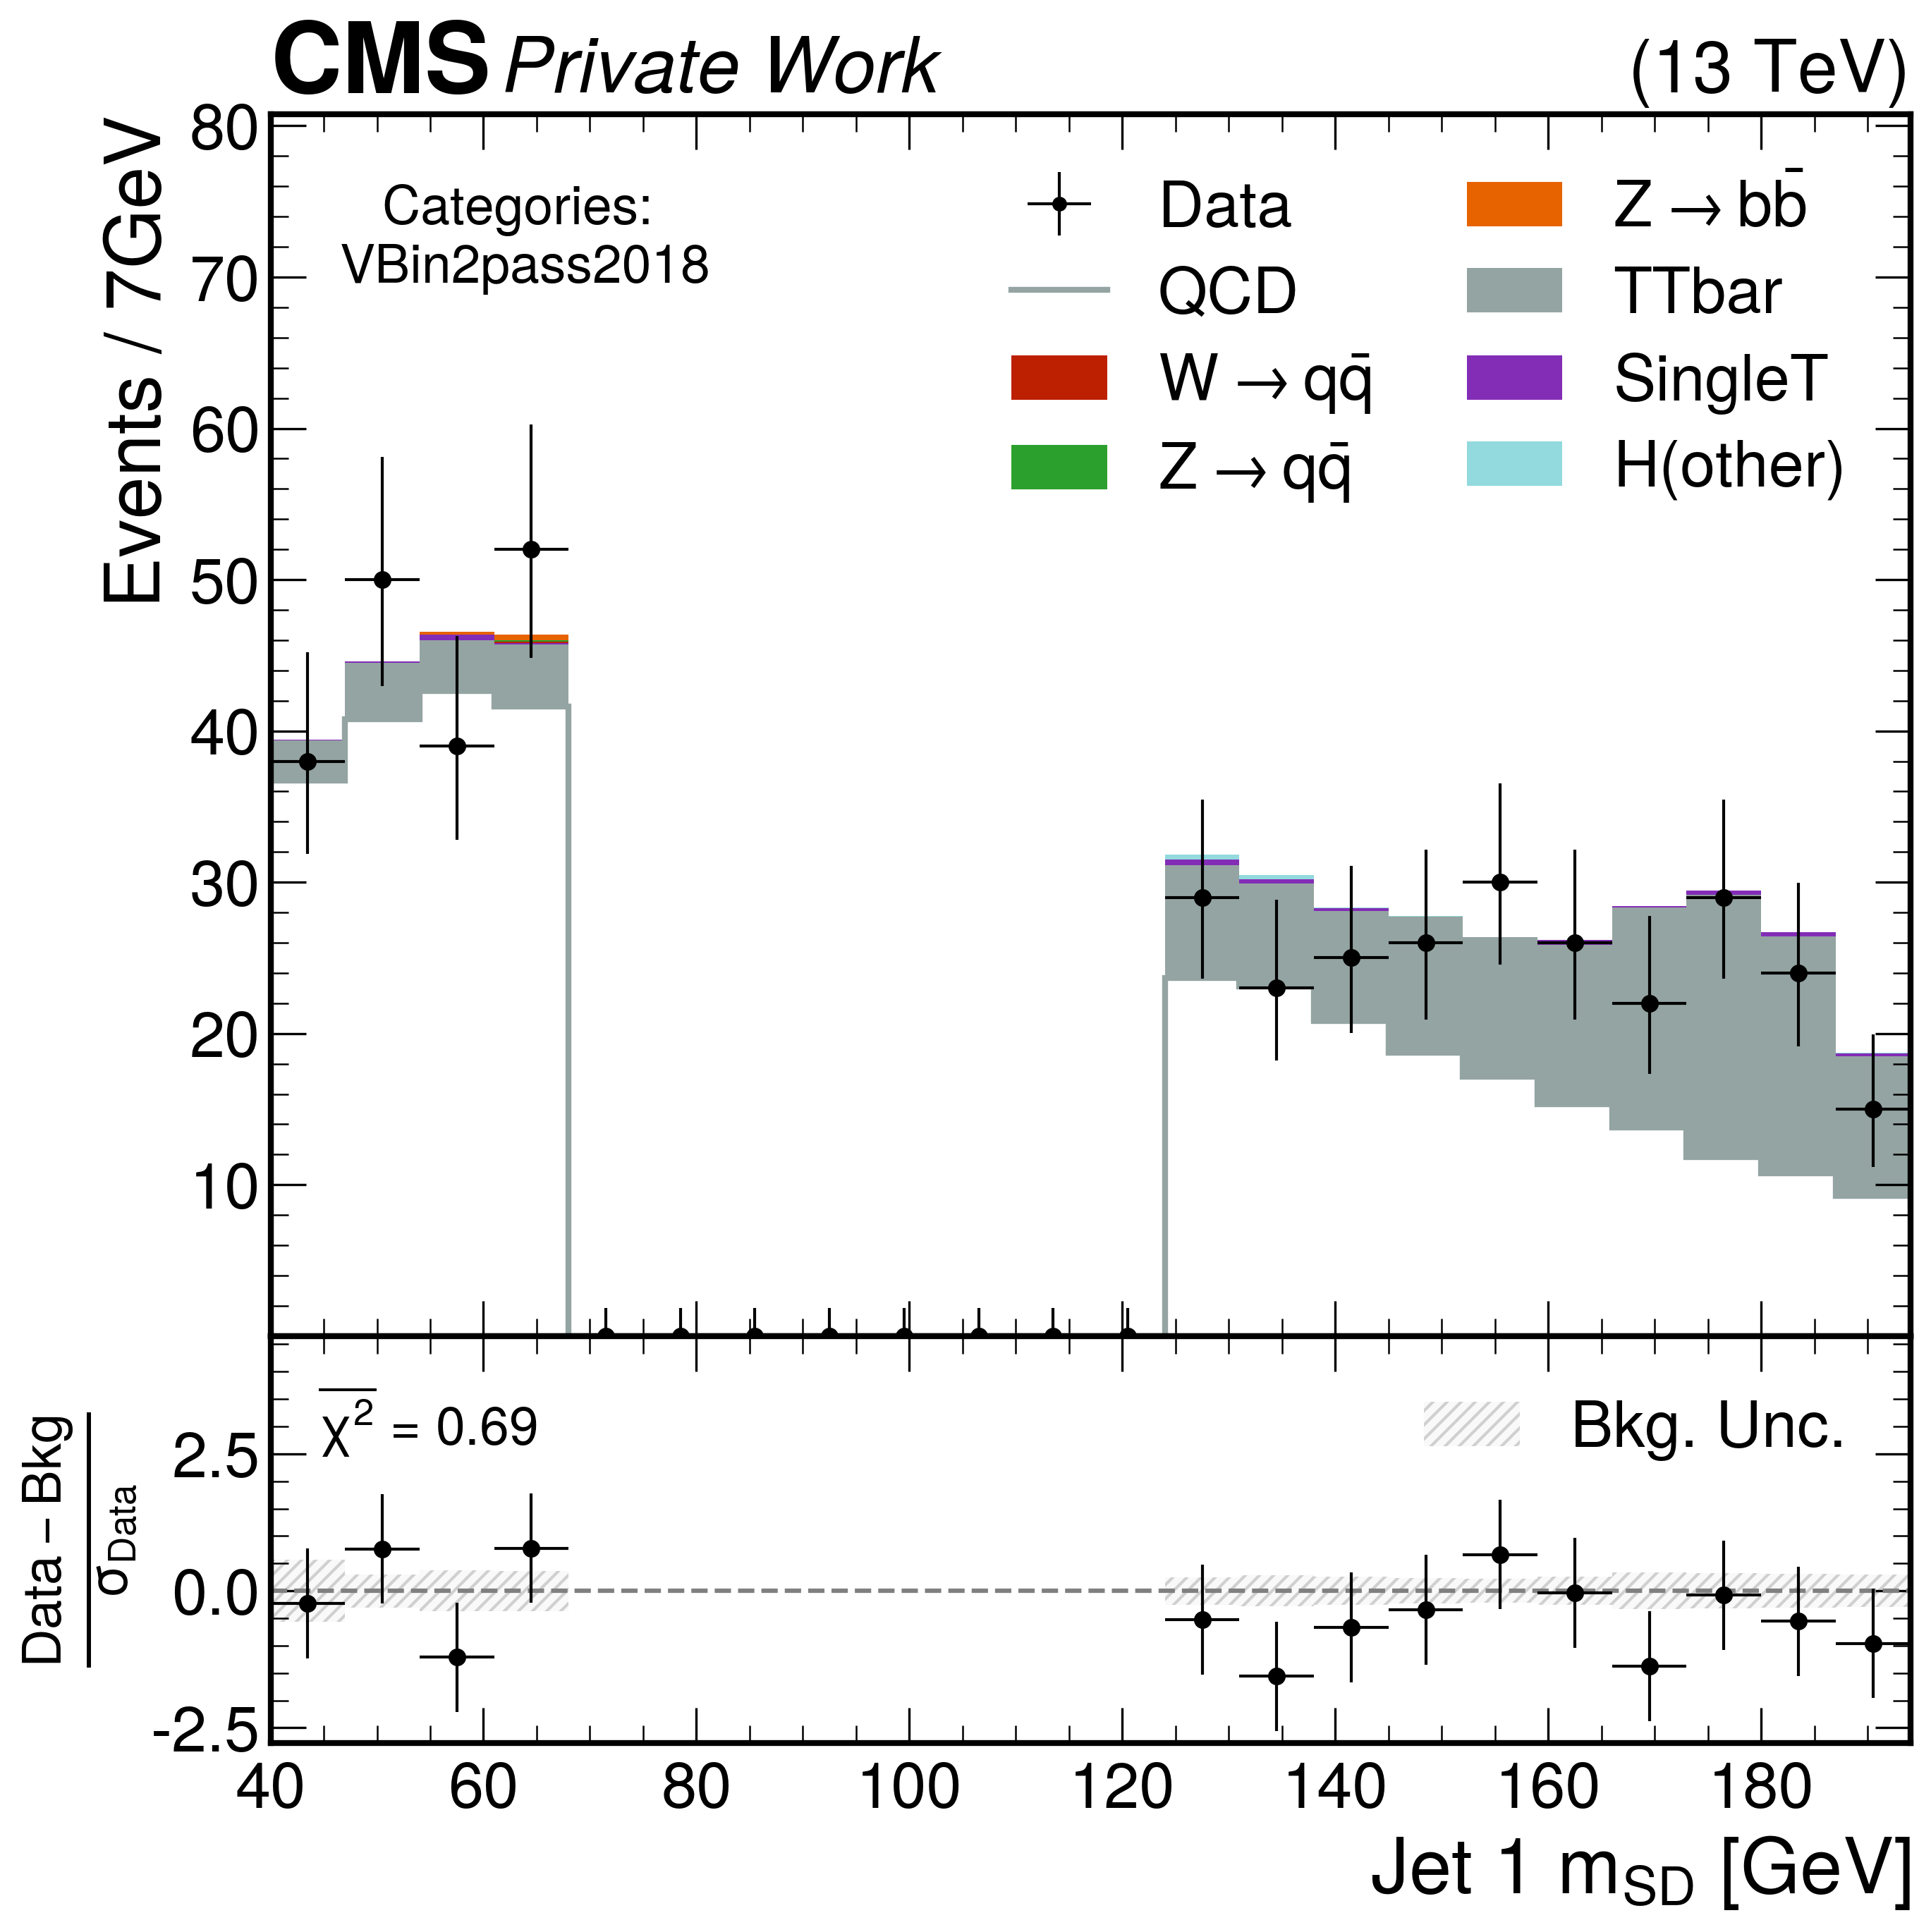 CMS Private Work (13 TeV)
Events / 7GeV
80
70
60
50
40
30
20
10
Categories:
VBin2pass2018
Data
QCD
W → qq̄
Z → qq̄
Z → bb̄
TTbar
SingleT
H(other)
Data − Bkg
σData
2.5
0.0
-2.5
χ² = 0.69
Bkg. Unc.
40 60 80 100 120 140 160 180
Jet 1 mSD [GeV]